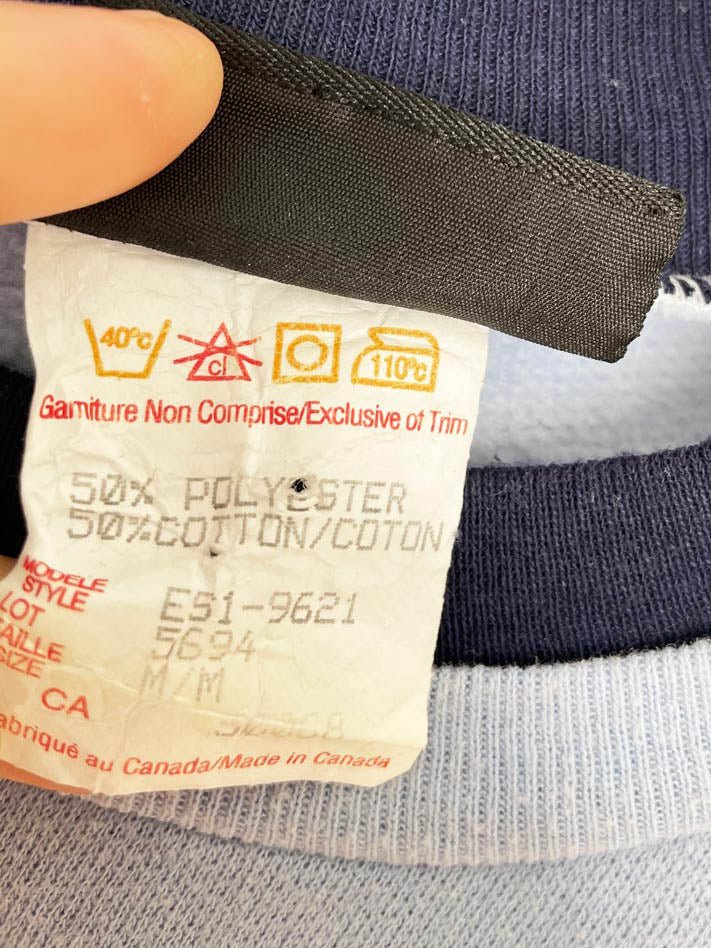 40°c cl 110°c
Garniture Non Comprise/Exclusive of Trim
50% POLYESTER
50%COTTON/COTON
MODELE
STYLE ES1-9621
LOT 5694
TAILLE
SIZE M/M
CA
Fabriqué au Canada/Made in Canada